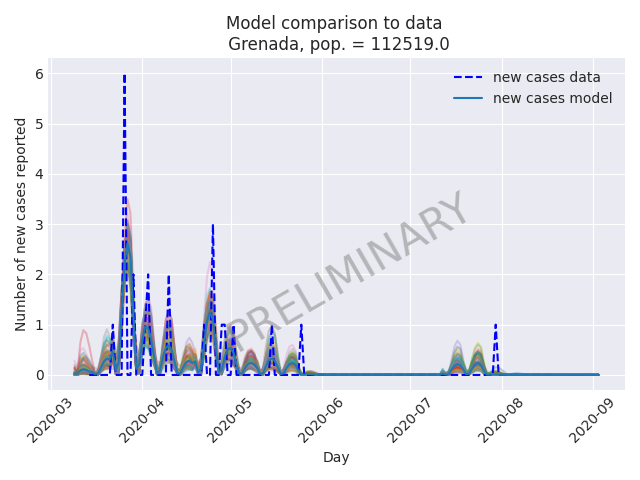 Model comparison to data
Grenada, pop. = 112519.0
new cases data
new cases model
Number of new cases reported
6
5
4
3
2
1
0
PRELIMINARY
2020-03
2020-04
2020-05
2020-06
2020-07
2020-08
2020-09
Day